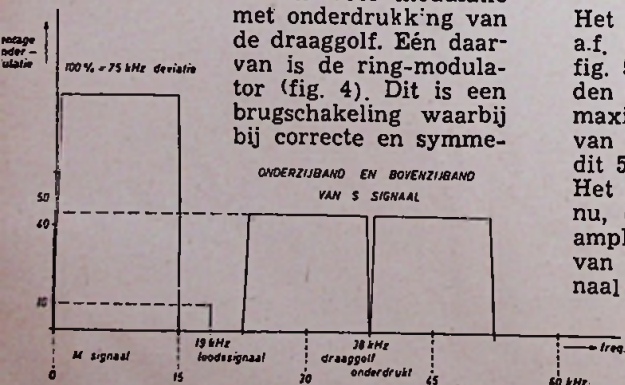 met onderdrukking van
de draaggolf. Eén daar-
van is de ring-modula-
tor (fig. 4). Dit is een
brugschakeling waarbij
bij correcte en symme-
Het
a.f.
fig. 5
den
maxi
van
dit 5
Het
nu,
ampl
van
naal
100% = 75 kHz deviatie
ONDERZIJBAND EN BOVENZIJBAND
VAN S SIGNAAL
50
40
10
M signaal
19 kHz
loodssignaal
38 kHz
draaggolf
onderdrukt
freq.
0
15
30
45
60 kHz.